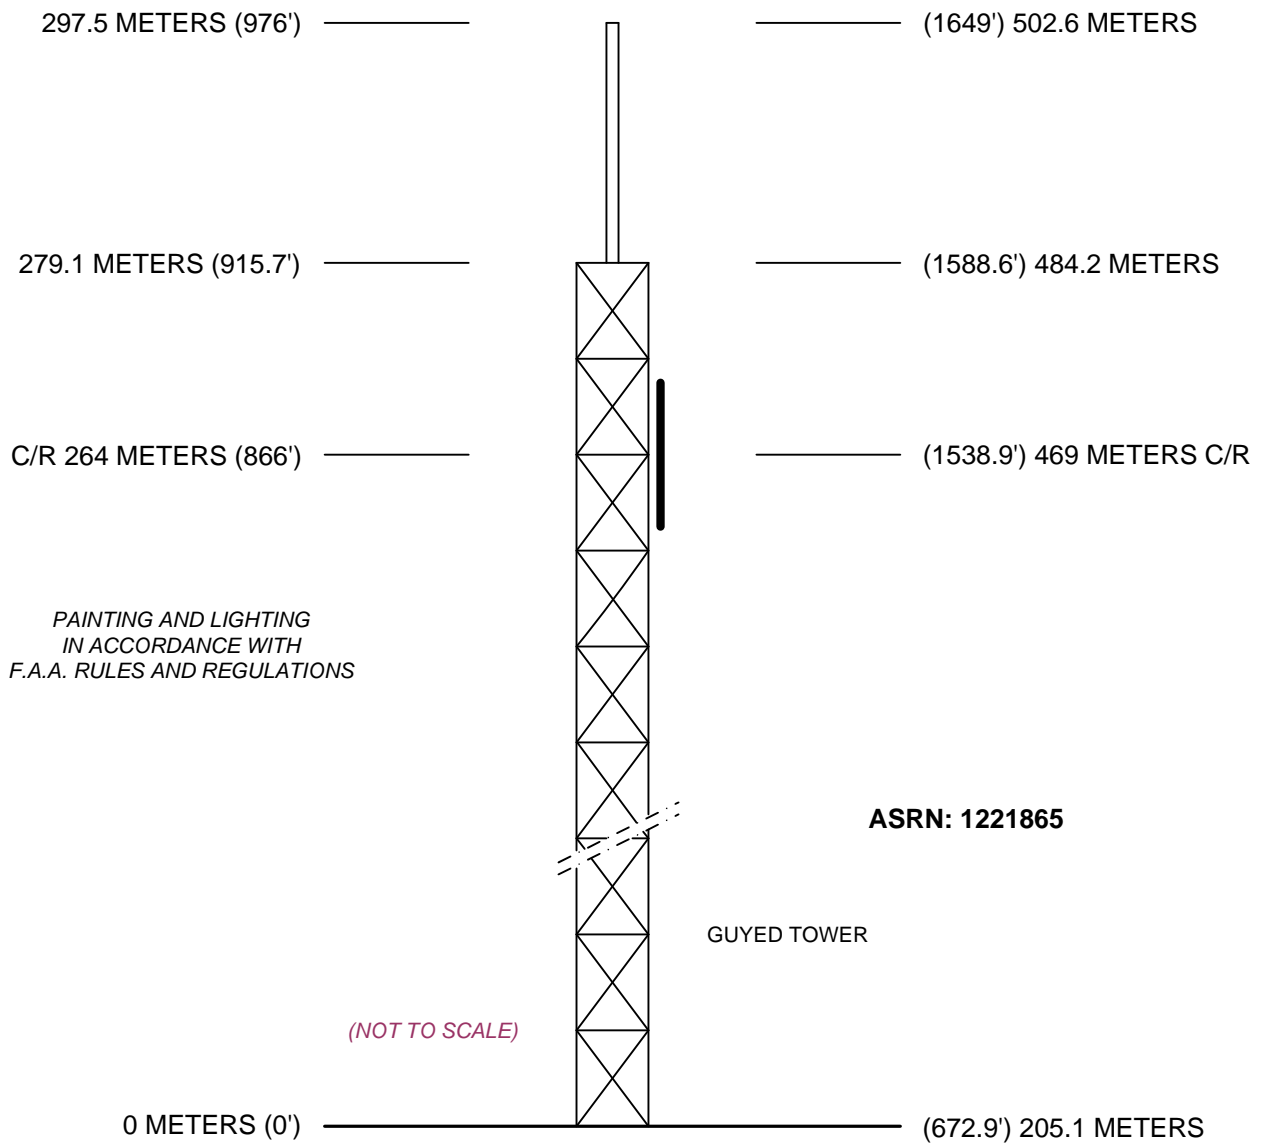 297.5 METERS (976') (1649') 502.6 METERS
279.1 METERS (915.7') (1588.6') 484.2 METERS
C/R 264 METERS (866') (1538.9') 469 METERS C/R
PAINTING AND LIGHTING
IN ACCORDANCE WITH
F.A.A. RULES AND REGULATIONS
ASRN: 1221865
GUYED TOWER
(NOT TO SCALE)
0 METERS (0') (672.9') 205.1 METERS